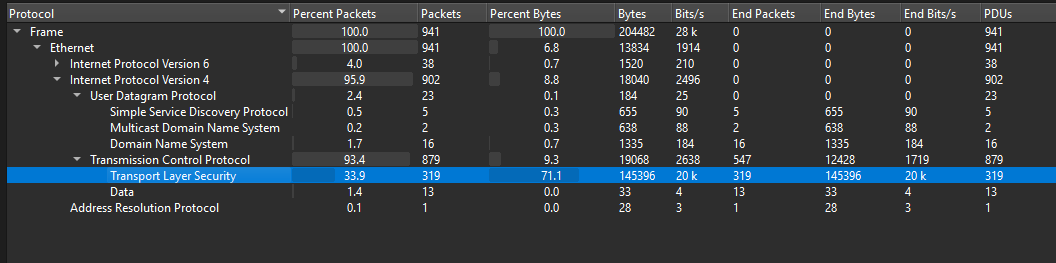 Protocol Percent Packets Packets Percent Bytes Bytes Bits/s End Packets End Bytes End Bits/s PDUs
Frame 100.0 941 100.0 204482 28 k 0 0 0 941
Ethernet 100.0 941 6.8 13834 1914 0 0 0 941
Internet Protocol Version 6 4.0 38 0.7 1520 210 0 0 0 38
Internet Protocol Version 4 95.9 902 8.8 18040 2496 0 0 0 902
User Datagram Protocol 2.4 23 0.1 184 25 0 0 0 23
Simple Service Discovery Protocol 0.5 5 0.3 655 90 5 655 90 5
Multicast Domain Name System 0.2 2 0.3 638 88 2 638 88 2
Domain Name System 1.7 16 0.7 1335 184 16 1335 184 16
Transmission Control Protocol 93.4 879 9.3 19068 2638 547 12428 1719 879
Transport Layer Security 33.9 319 71.1 145396 20 k 319 145396 20 k 319
Data 1.4 13 0.0 33 4 13 33 4 13
Address Resolution Protocol 0.1 1 0.0 28 3 1 28 3 1